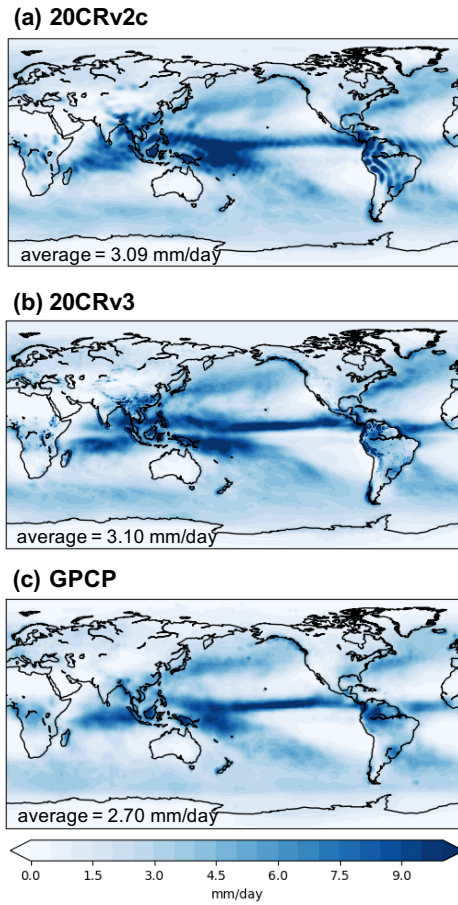 (a) 20CRv2c
average = 3.09 mm/day
(b) 20CRv3
average = 3.10 mm/day
(c) GPCP
average = 2.70 mm/day
0.0 1.5 3.0 4.5 6.0 7.5 9.0
mm/day